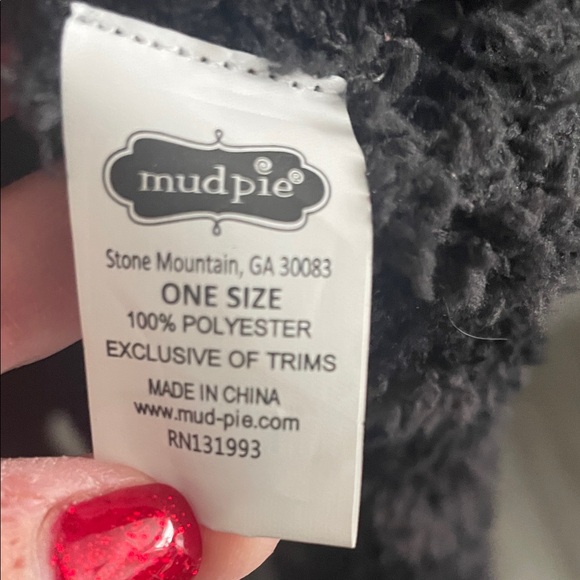 mudpie
Stone Mountain, GA 30083
ONE SIZE
100% POLYESTER
EXCLUSIVE OF TRIMS
MADE IN CHINA
www.mud-pie.com
RN131993